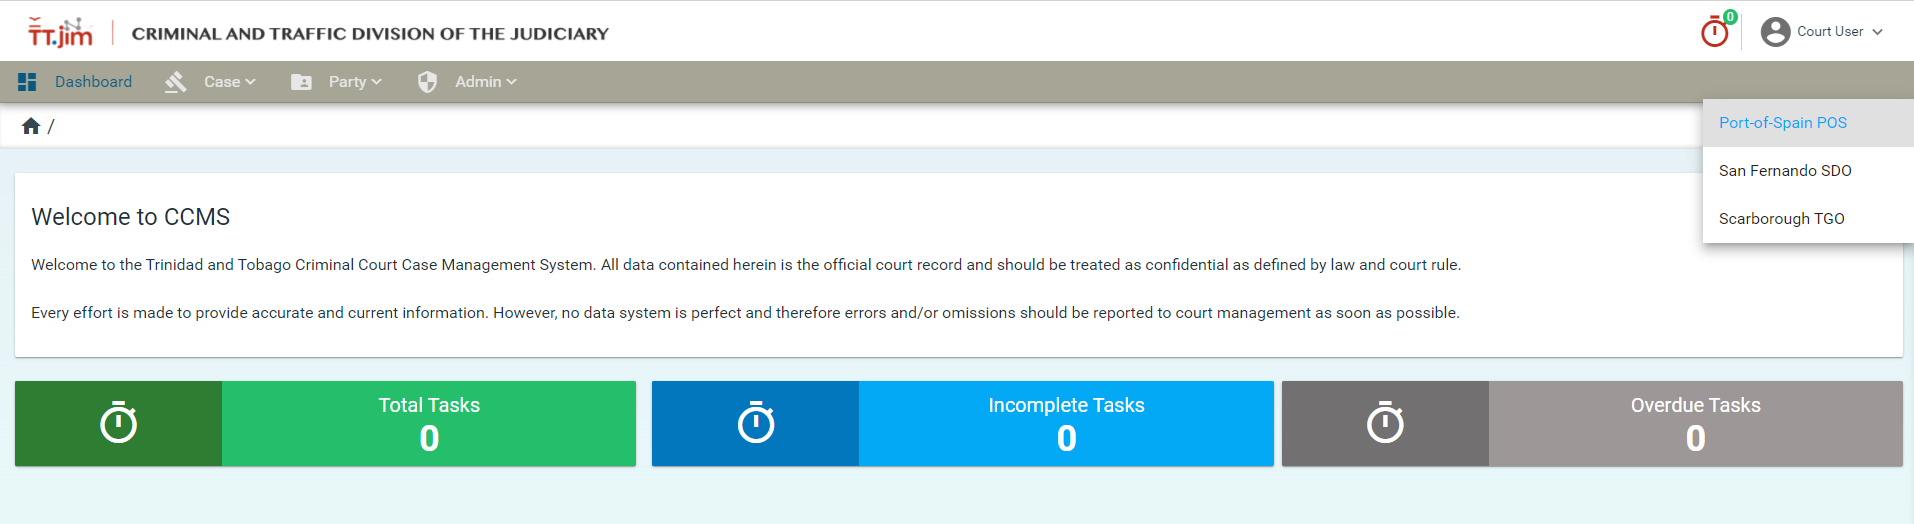 TT.jim
CRIMINAL AND TRAFFIC DIVISION OF THE JUDICIARY
0
Court User
Dashboard
Case
Party
Admin
/
Port-of-Spain POS
San Fernando SDO
Scarborough TGO
Welcome to CCMS
Welcome to the Trinidad and Tobago Criminal Court Case Management System. All data contained herein is the official court record and should be treated as confidential as defined by law and court rule.
Every effort is made to provide accurate and current information. However, no data system is perfect and therefore errors and/or omissions should be reported to court management as soon as possible.
Total Tasks
0
Incomplete Tasks
0
Overdue Tasks
0